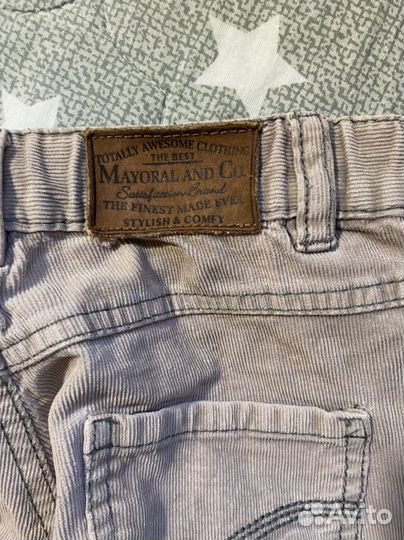 TOTALLY AWESOME CLOTHING
THE BEST
MAYORAL AND CO.
Satisfaction Brand
THE FINEST MADE EVER
STYLISH & COMFY
Avito